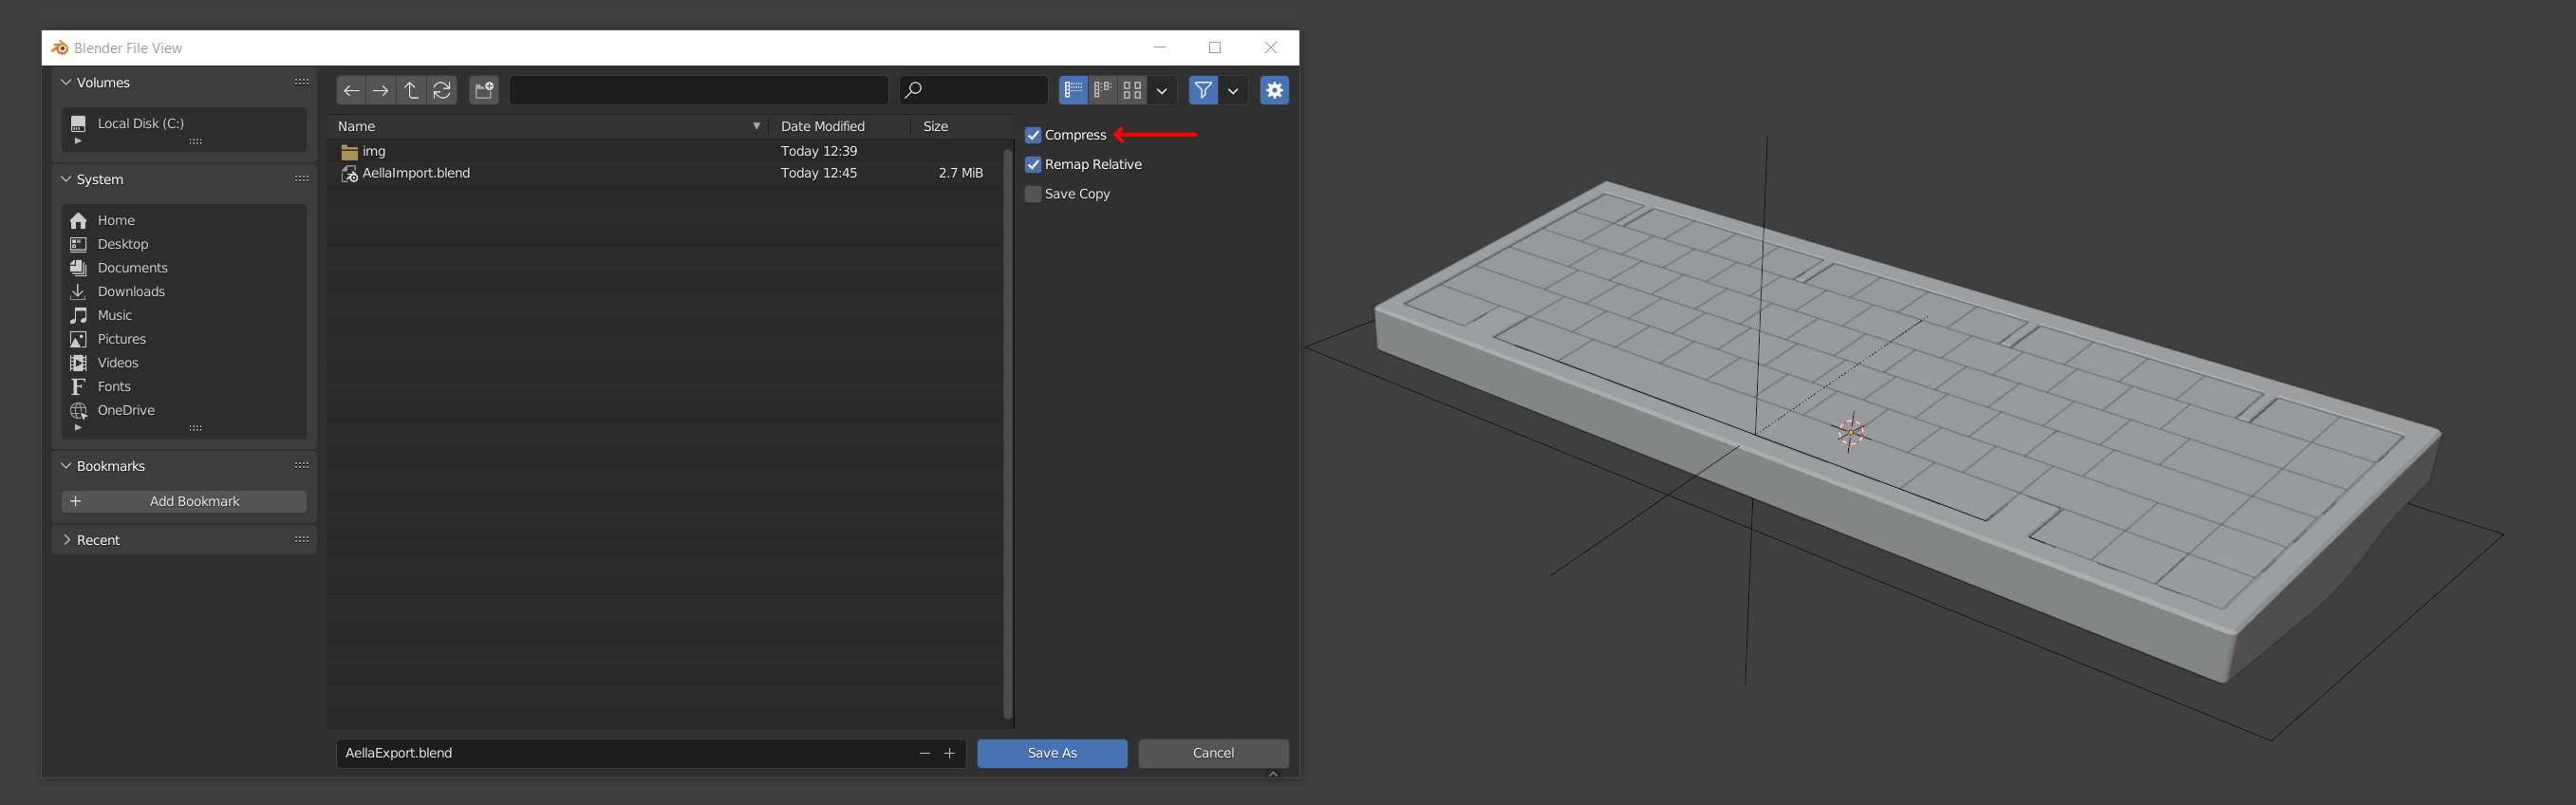 Blender File View
Volumes
Local Disk (C:)
System
Home
Desktop
Documents
Downloads
Music
Pictures
Videos
Fonts
OneDrive
Bookmarks
Add Bookmark
Recent
Name Date Modified Size
img Today 12:39
AellaImport.blend Today 12:45 2.7 MiB
Compress
Remap Relative
Save Copy
AellaExport.blend
Save As
Cancel